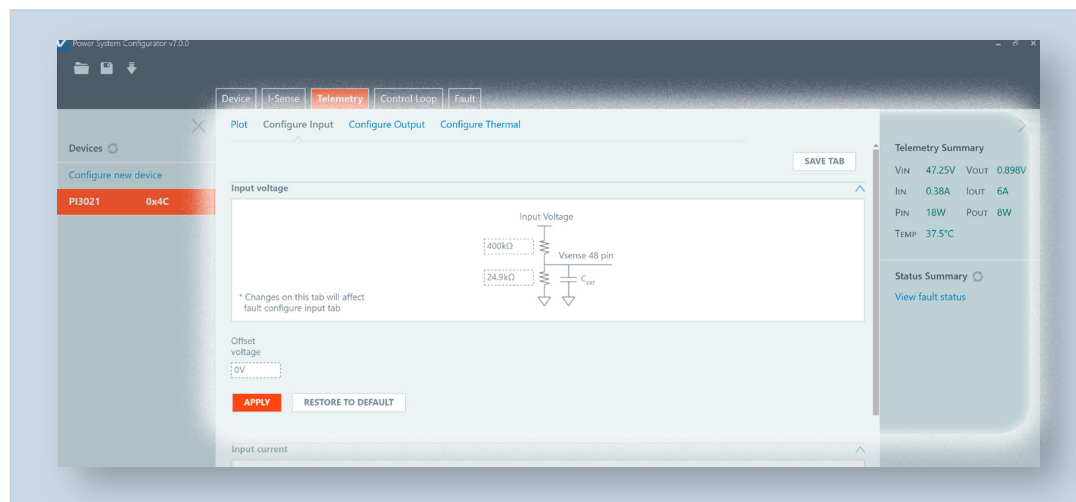 Power System Configurator v7.0.0
Device I-Sense Telemetry Control Loop Fault
Plot Configure Input Configure Output Configure Thermal
Devices
Configure new device
PI3021 0x4C
SAVE TAB
Input voltage
Input Voltage
400kΩ
Vsense 48 pin
24.9kΩ
CEXT
* Changes on this tab will affect
fault configure input tab
Offset
voltage
0V
APPLY RESTORE TO DEFAULT
Input current
Telemetry Summary
VIN 47.25V VOUT 0.898V
IIN 0.38A IOUT 6A
PIN 18W POUT 8W
TEMP 37.5°C
Status Summary
View fault status